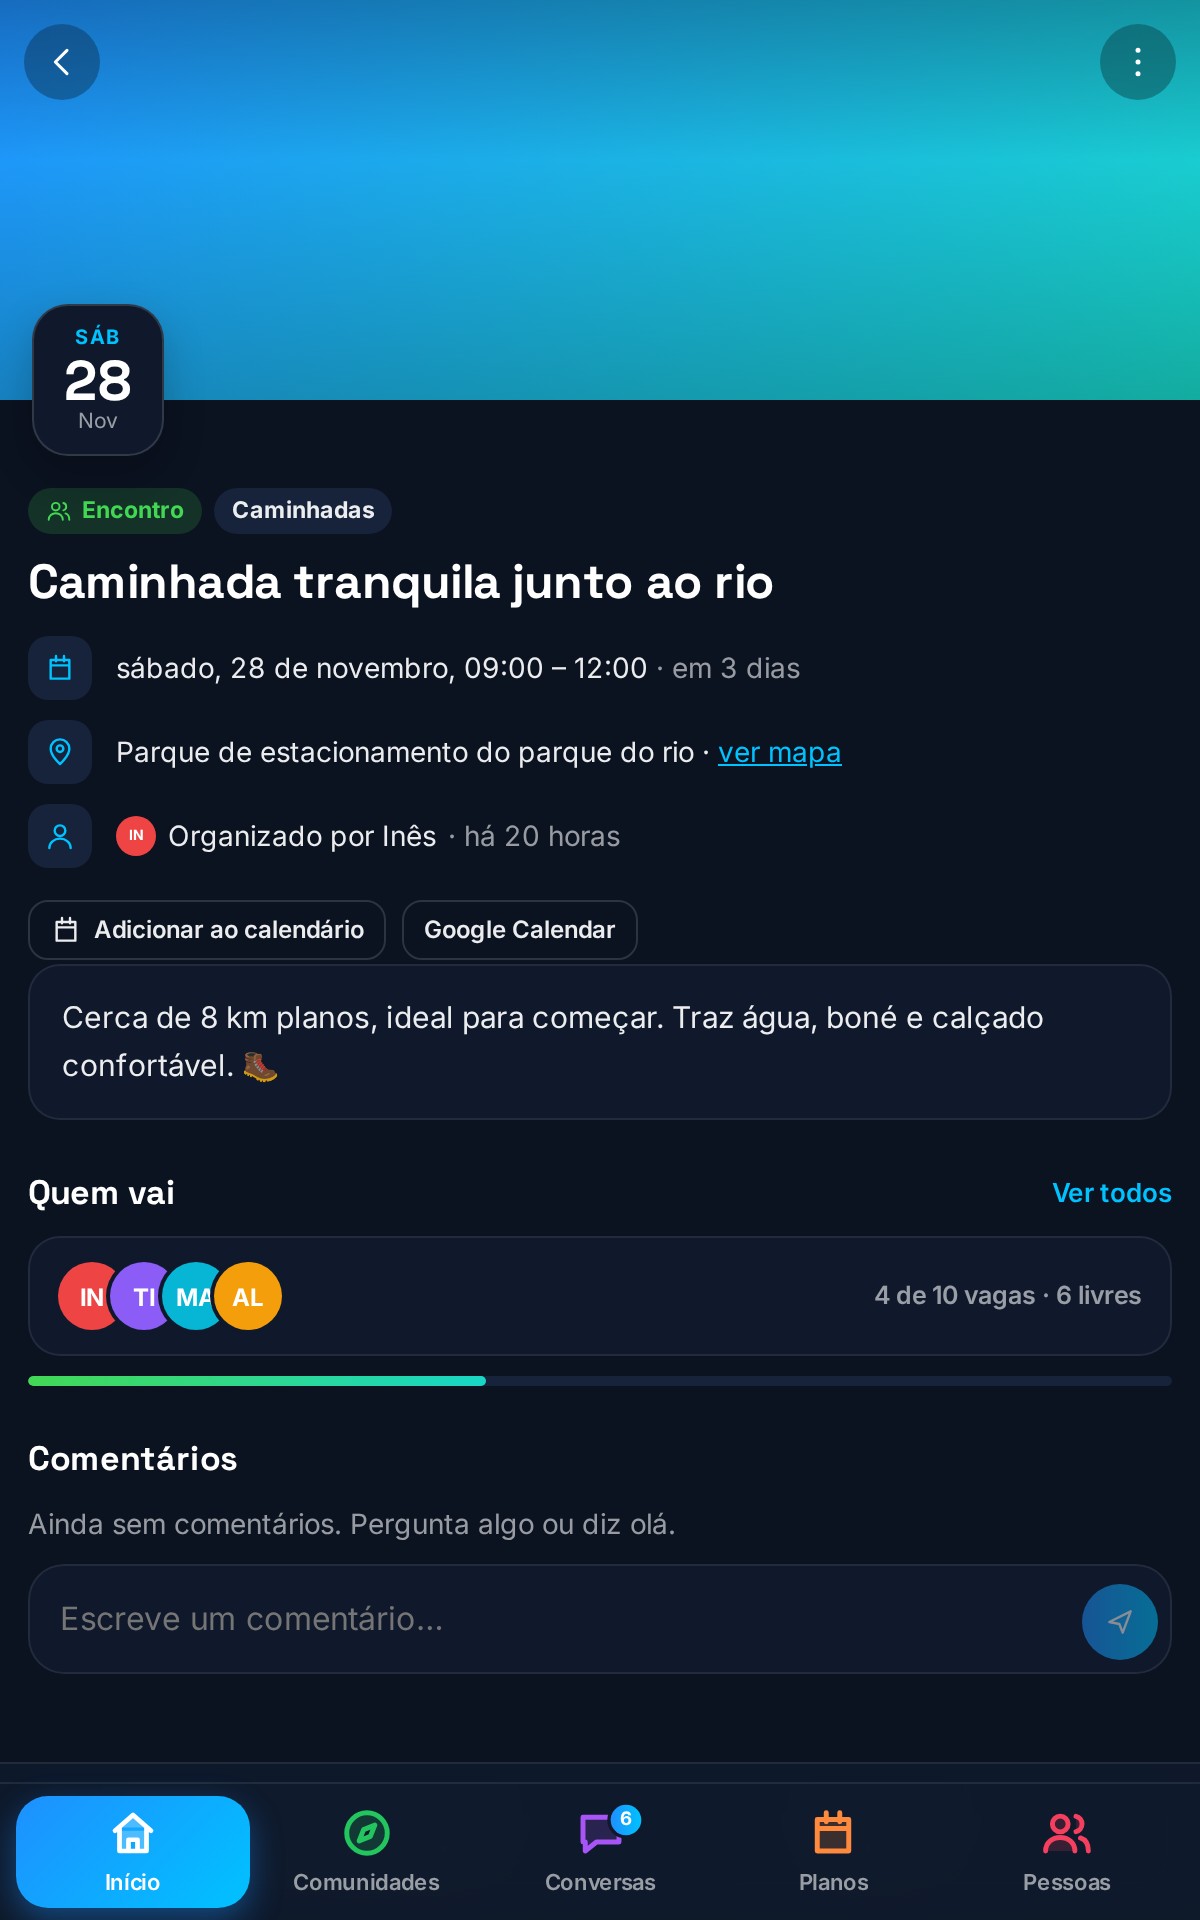 SÁB
28
Nov
Encontro
Caminhadas
Caminhada tranquila junto ao rio
sábado, 28 de novembro, 09:00 – 12:00 · em 3 dias
Parque de estacionamento do parque do rio · ver mapa
IN Organizado por Inês · há 20 horas
Adicionar ao calendário
Google Calendar
Cerca de 8 km planos, ideal para começar. Traz água, boné e calçado
confortável. 🥾
Quem vai
Ver todos
IN TI MA AL
4 de 10 vagas · 6 livres
Comentários
Ainda sem comentários. Pergunta algo ou diz olá.
Escreve um comentário...
6
Início
Comunidades
Conversas
Planos
Pessoas